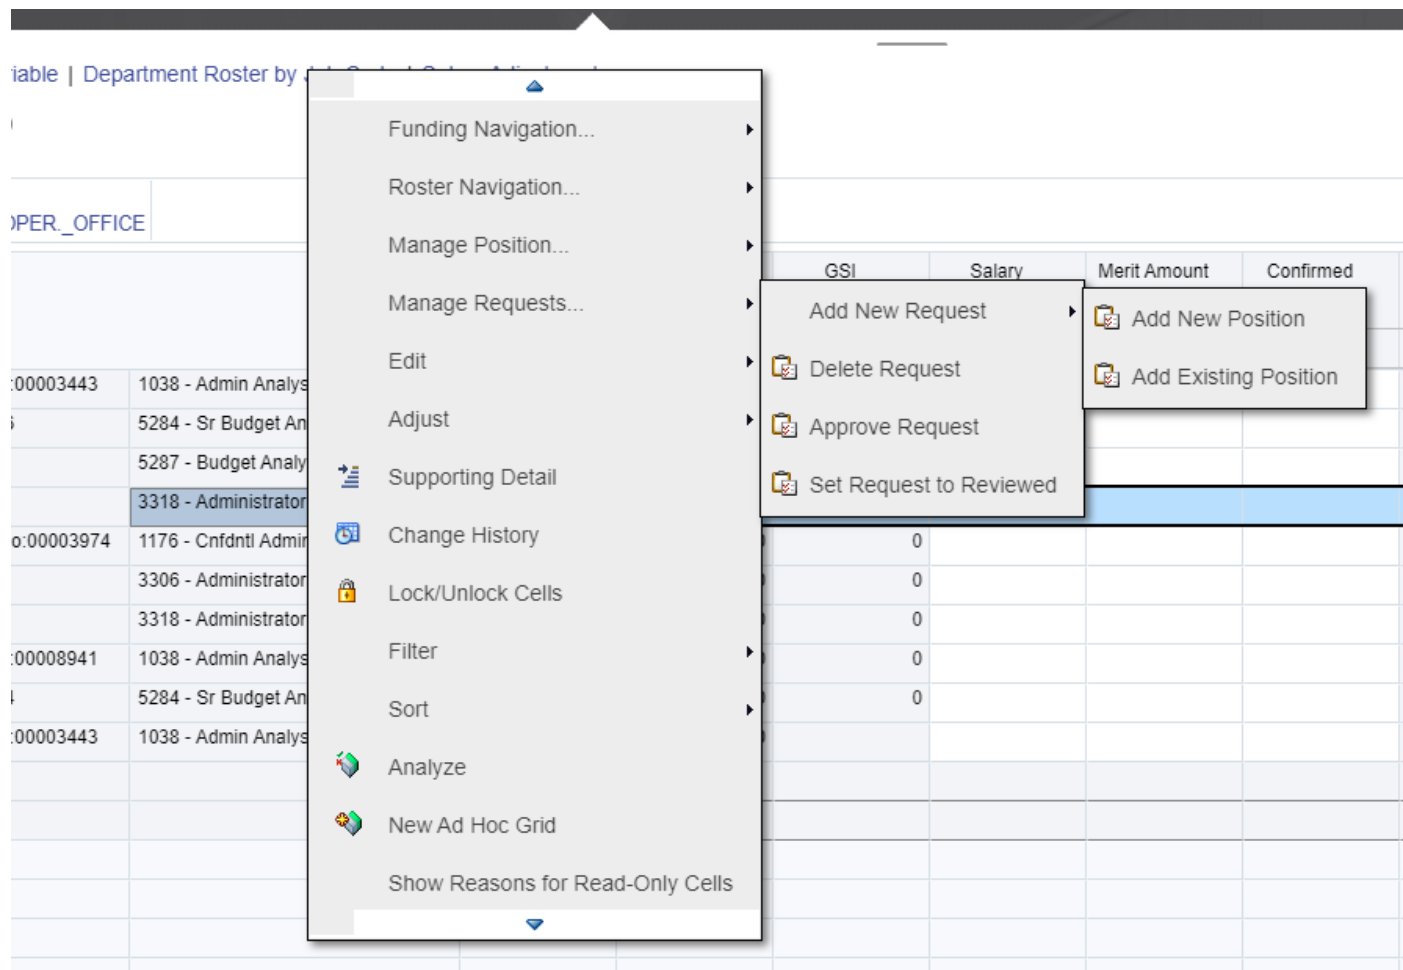 iable | Department Roster by
OPER._OFFICE
GSI Salary Merit Amount Confirmed
Funding Navigation...
Roster Navigation...
Manage Position...
Manage Requests...
Edit
Adjust
Supporting Detail
Change History
Lock/Unlock Cells
Filter
Sort
Analyze
New Ad Hoc Grid
Show Reasons for Read-Only Cells
Add New Request
Delete Request
Approve Request
Set Request to Reviewed
Add New Position
Add Existing Position
:00003443 1038 - Admin Analys
5284 - Sr Budget An
5287 - Budget Analy
3318 - Administrator
o:00003974 1176 - Cnfdntl Admir 0
3306 - Administrator 0
3318 - Administrator 0
:00008941 1038 - Admin Analys 0
5284 - Sr Budget An 0
:00003443 1038 - Admin Analys